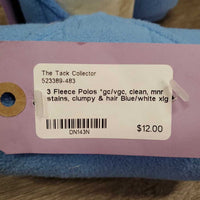 The Tack Collector
523389-483
3 Fleece Polos *gc/vgc, clean, mnr
stains, clumpy & hair Blue/white xlg *
DN143N
$12.00